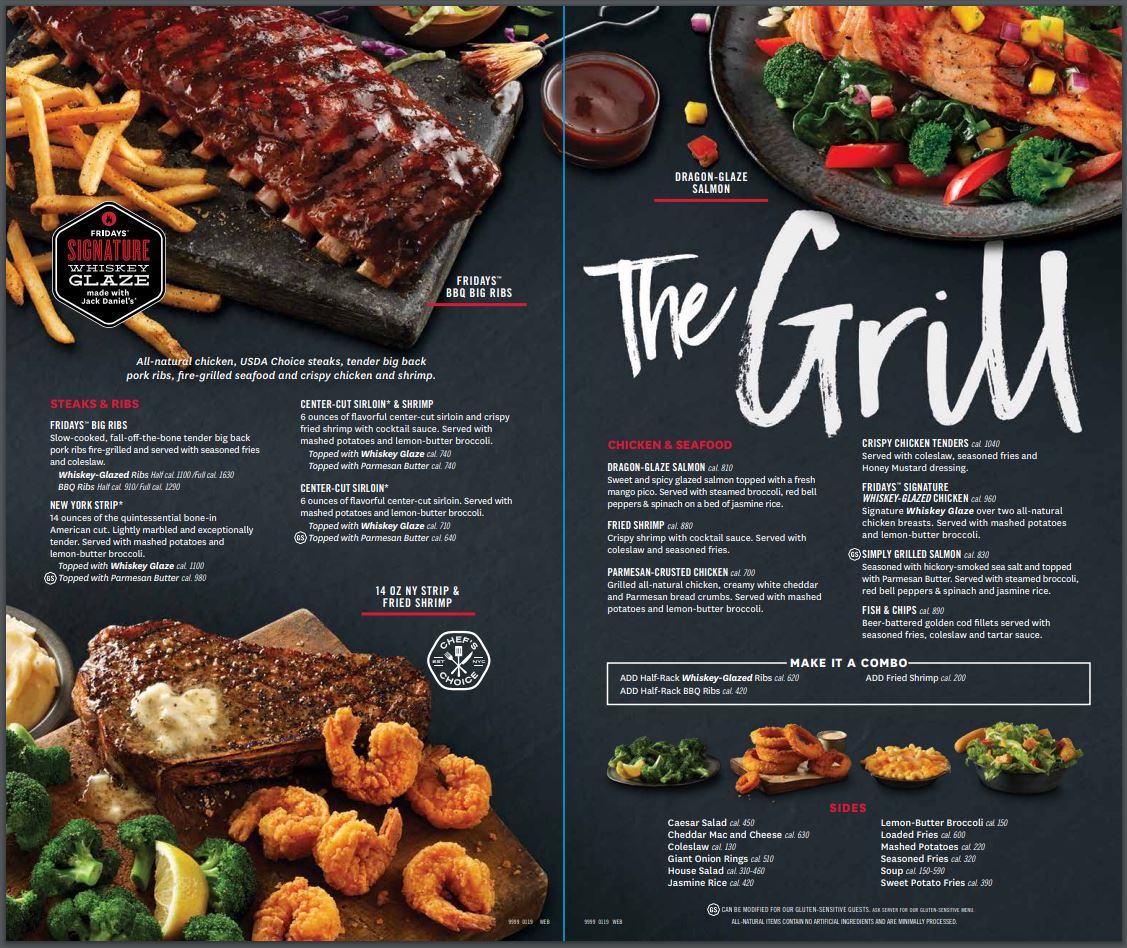 FRIDAYS™
SIGNATURE
WHISKEY
GLAZE
made with
Jack Daniel's®
FRIDAYS™
BBQ BIG RIBS
All-natural chicken, USDA Choice steaks, tender big back
pork ribs, fire-grilled seafood and crispy chicken and shrimp.
STEAKS & RIBS
FRIDAYS™ BIG RIBS
Slow-cooked, fall-off-the-bone tender big back
pork ribs fire-grilled and served with seasoned fries
and coleslaw.
Whiskey-Glazed Ribs Half cal. 1100 /Full cal. 1630
BBQ Ribs Half cal. 910/ Full cal. 1290
NEW YORK STRIP*
14 ounces of the quintessential bone-in
American cut. Lightly marbled and exceptionally
tender. Served with mashed potatoes and
lemon-butter broccoli.
Topped with Whiskey Glaze cal. 1100
GS Topped with Parmesan Butter cal. 980
CENTER-CUT SIRLOIN* & SHRIMP
6 ounces of flavorful center-cut sirloin and crispy
fried shrimp with cocktail sauce. Served with
mashed potatoes and lemon-butter broccoli.
Topped with Whiskey Glaze cal. 740
Topped with Parmesan Butter cal. 740
CENTER-CUT SIRLOIN*
6 ounces of flavorful center-cut sirloin. Served with
mashed potatoes and lemon-butter broccoli.
Topped with Whiskey Glaze cal. 710
GS Topped with Parmesan Butter cal. 640
14 OZ NY STRIP &
FRIED SHRIMP
CHEF'S
EST NYC
CHOICE
9999 0119 WEB
DRAGON-GLAZE
SALMON
The Grill
CHICKEN & SEAFOOD
DRAGON-GLAZE SALMON cal. 810
Sweet and spicy glazed salmon topped with a fresh
mango pico. Served with steamed broccoli, red bell
peppers & spinach on a bed of jasmine rice.
FRIED SHRIMP cal. 880
Crispy shrimp with cocktail sauce. Served with
coleslaw and seasoned fries.
PARMESAN-CRUSTED CHICKEN cal. 700
Grilled all-natural chicken, creamy white cheddar
and Parmesan bread crumbs. Served with mashed
potatoes and lemon-butter broccoli.
CRISPY CHICKEN TENDERS cal. 1040
Served with coleslaw, seasoned fries and
Honey Mustard dressing.
FRIDAYS™ SIGNATURE
WHISKEY-GLAZED CHICKEN cal. 960
Signature Whiskey Glaze over two all-natural
chicken breasts. Served with mashed potatoes
and lemon-butter broccoli.
GS SIMPLY GRILLED SALMON cal. 830
Seasoned with hickory-smoked sea salt and topped
with Parmesan Butter. Served with steamed broccoli,
red bell peppers & spinach and jasmine rice.
FISH & CHIPS cal. 890
Beer-battered golden cod fillets served with
seasoned fries, coleslaw and tartar sauce.
MAKE IT A COMBO
ADD Half-Rack Whiskey-Glazed Ribs cal. 620
ADD Half-Rack BBQ Ribs cal. 420
ADD Fried Shrimp cal. 200
SIDES
Caesar Salad cal. 450
Cheddar Mac and Cheese cal. 630
Coleslaw cal. 130
Giant Onion Rings cal. 510
House Salad cal. 310-460
Jasmine Rice cal. 420
Lemon-Butter Broccoli cal. 150
Loaded Fries cal. 600
Mashed Potatoes cal. 220
Seasoned Fries cal. 320
Soup cal. 150-590
Sweet Potato Fries cal. 390
GS CAN BE MODIFIED FOR OUR GLUTEN-SENSITIVE GUESTS. ASK SERVER FOR OUR GLUTEN-SENSITIVE MENU.
ALL-NATURAL ITEMS CONTAIN NO ARTIFICIAL INGREDIENTS AND ARE MINIMALLY PROCESSED.
9999 0119 WEB